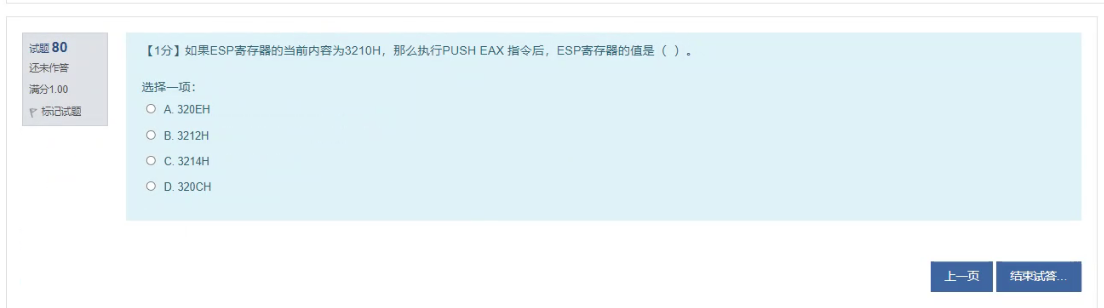 试题 80
还未作答
满分1.00
标记试题
【1分】如果ESP寄存器的当前内容为3210H，那么执行PUSH EAX 指令后，ESP寄存器的值是（ ）。
选择一项：
A. 320EH
B. 3212H
C. 3214H
D. 320CH
上一页
结束试答...